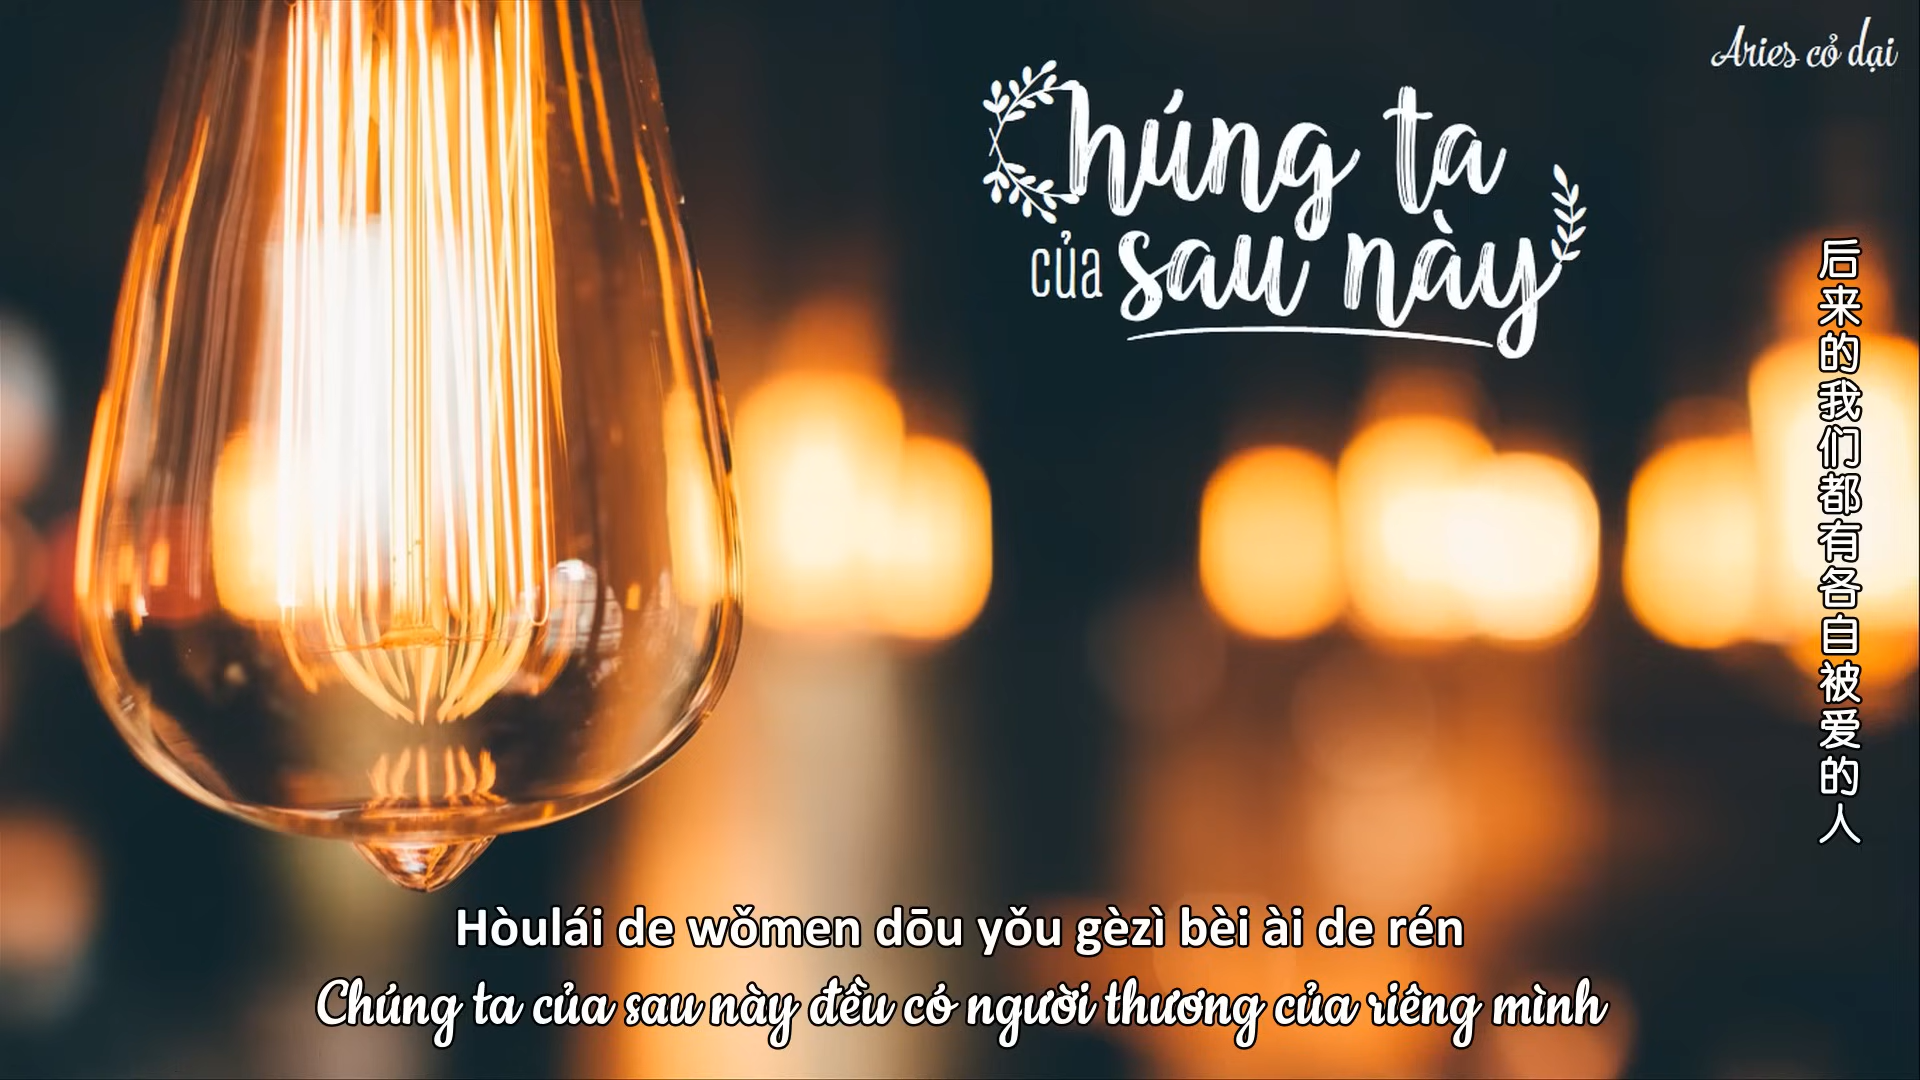 Aries cỏ dại
Chúng ta
của sau này
后来的我们都有各自被爱的人
Hòulái de wǒmen dōu yǒu gèzì bèi ài de rén
Chúng ta của sau này đều có người thương của riêng mình